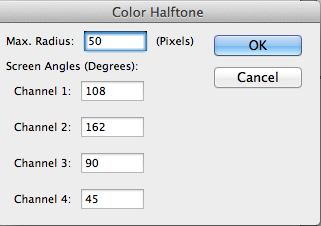 Color Halftone
Max. Radius: 50 (Pixels) OK
Screen Angles (Degrees): Cancel
Channel 1: 108
Channel 2: 162
Channel 3: 90
Channel 4: 45